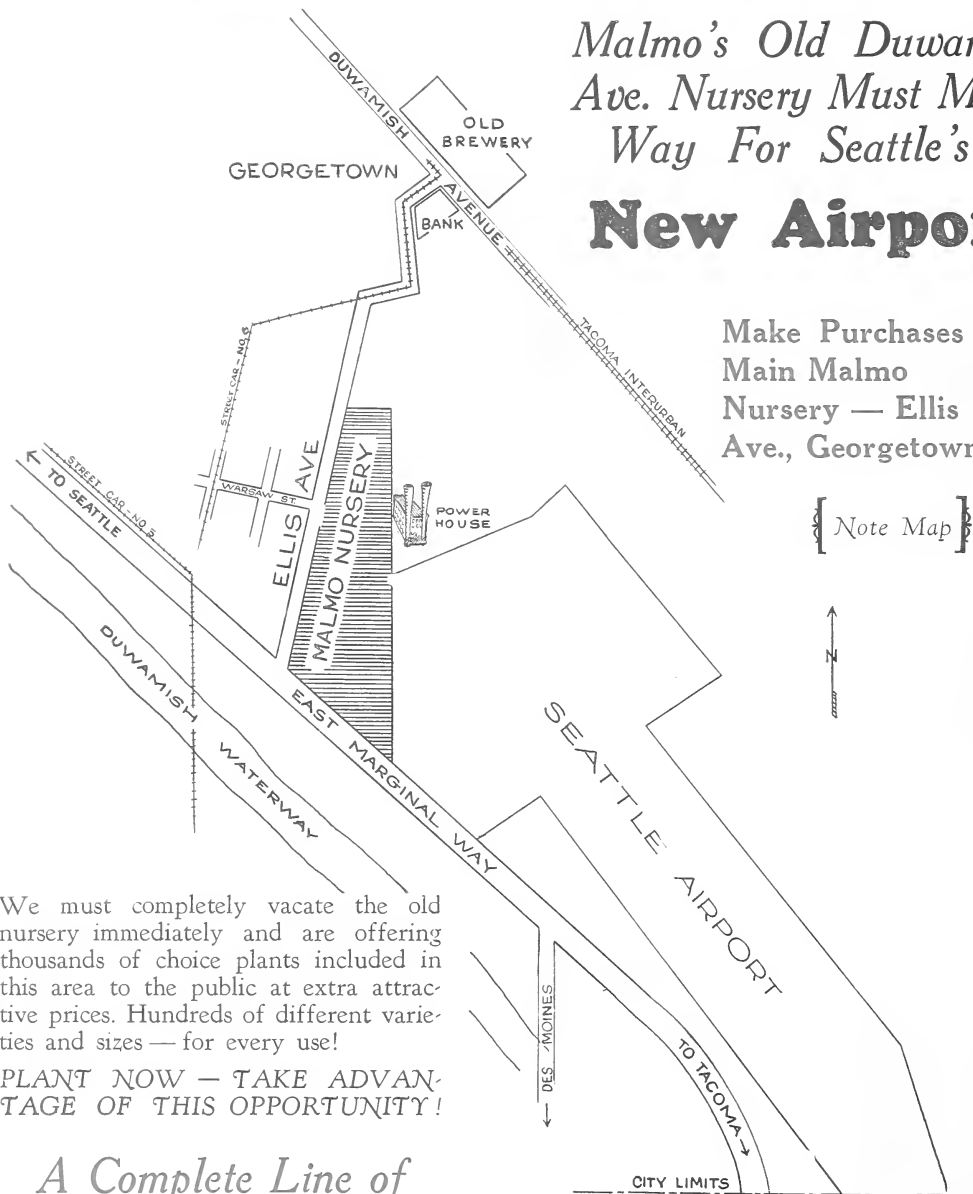 Malmo's Old Duwam
Ave. Nursery Must M
Way For Seattle's
New Airpor
Make Purchases
Main Malmo
Nursery — Ellis
Ave., Georgetown
Note Map
N
DUWAMISH
AVENUE
OLD
BREWERY
GEORGETOWN
BANK
TACOMA INTERURBAN
STREET CAR - NO. 6
STREET CAR - NO. 5
← TO SEATTLE
WARSAW ST.
ELLIS AVE
MALMO NURSERY
POWER
HOUSE
DUWAMISH
WATERWAY
EAST MARGINAL WAY
SEATTLE AIRPORT
DES MOINES
→
TO TACOMA →
CITY LIMITS
We must completely vacate the old
nursery immediately and are offering
thousands of choice plants included in
this area to the public at extra attrac-
tive prices. Hundreds of different varie-
ties and sizes — for every use!
PLANT NOW — TAKE ADVAN-
TAGE OF THIS OPPORTUNITY!
A Complete Line of